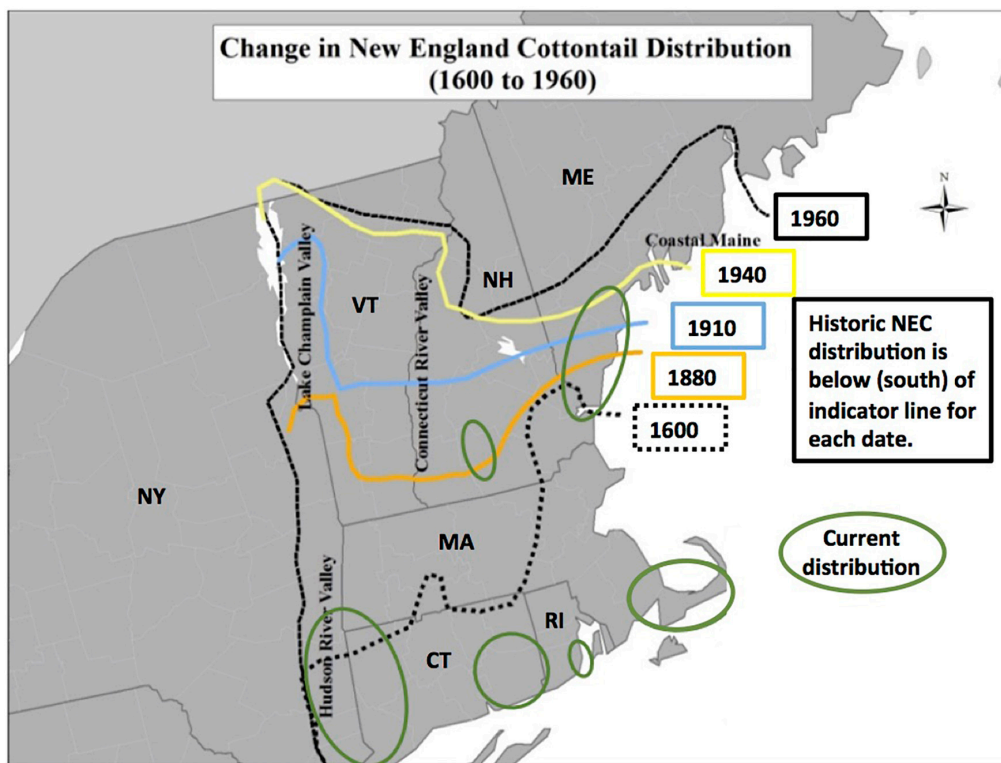 Change in New England Cottontail Distribution
(1600 to 1960)
N
ME
1960
Coastal Maine
1940
NH
VT
Lake Champlain Valley
Connecticut River Valley
1910
1880
1600
Historic NEC
distribution is
below (south) of
indicator line for
each date.
NY
MA
Current
distribution
RI
CT
Hudson River Valley